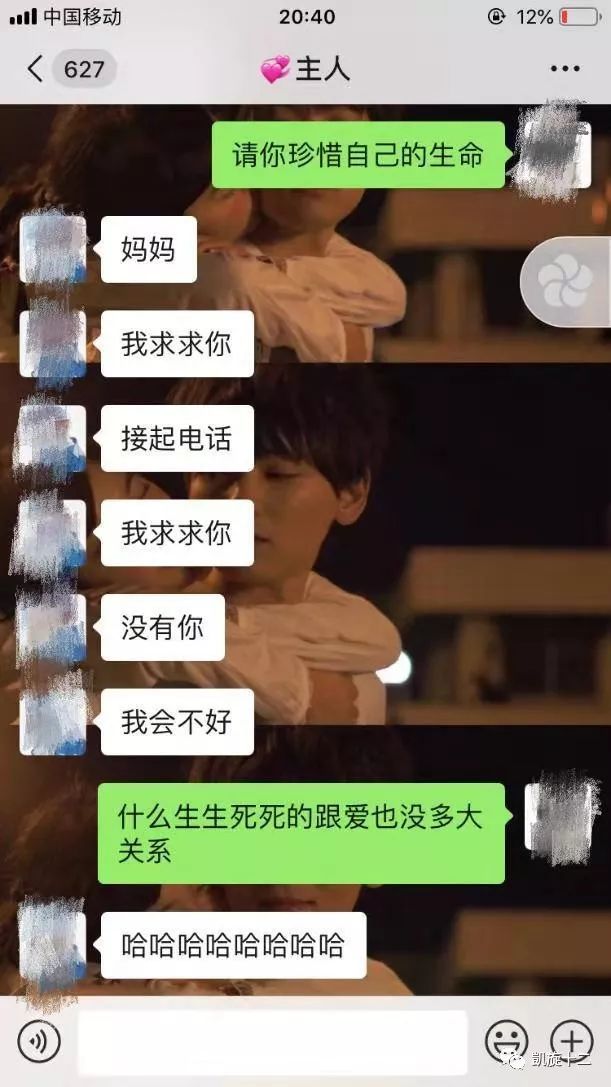 中国移动
20:40
12%
627
💞主人
请你珍惜自己的生命
妈妈
我求求你
接起电话
我求求你
没有你
我会不好
什么生生死死的跟爱也没多大
关系
哈哈哈哈哈哈哈哈
凯旋十二